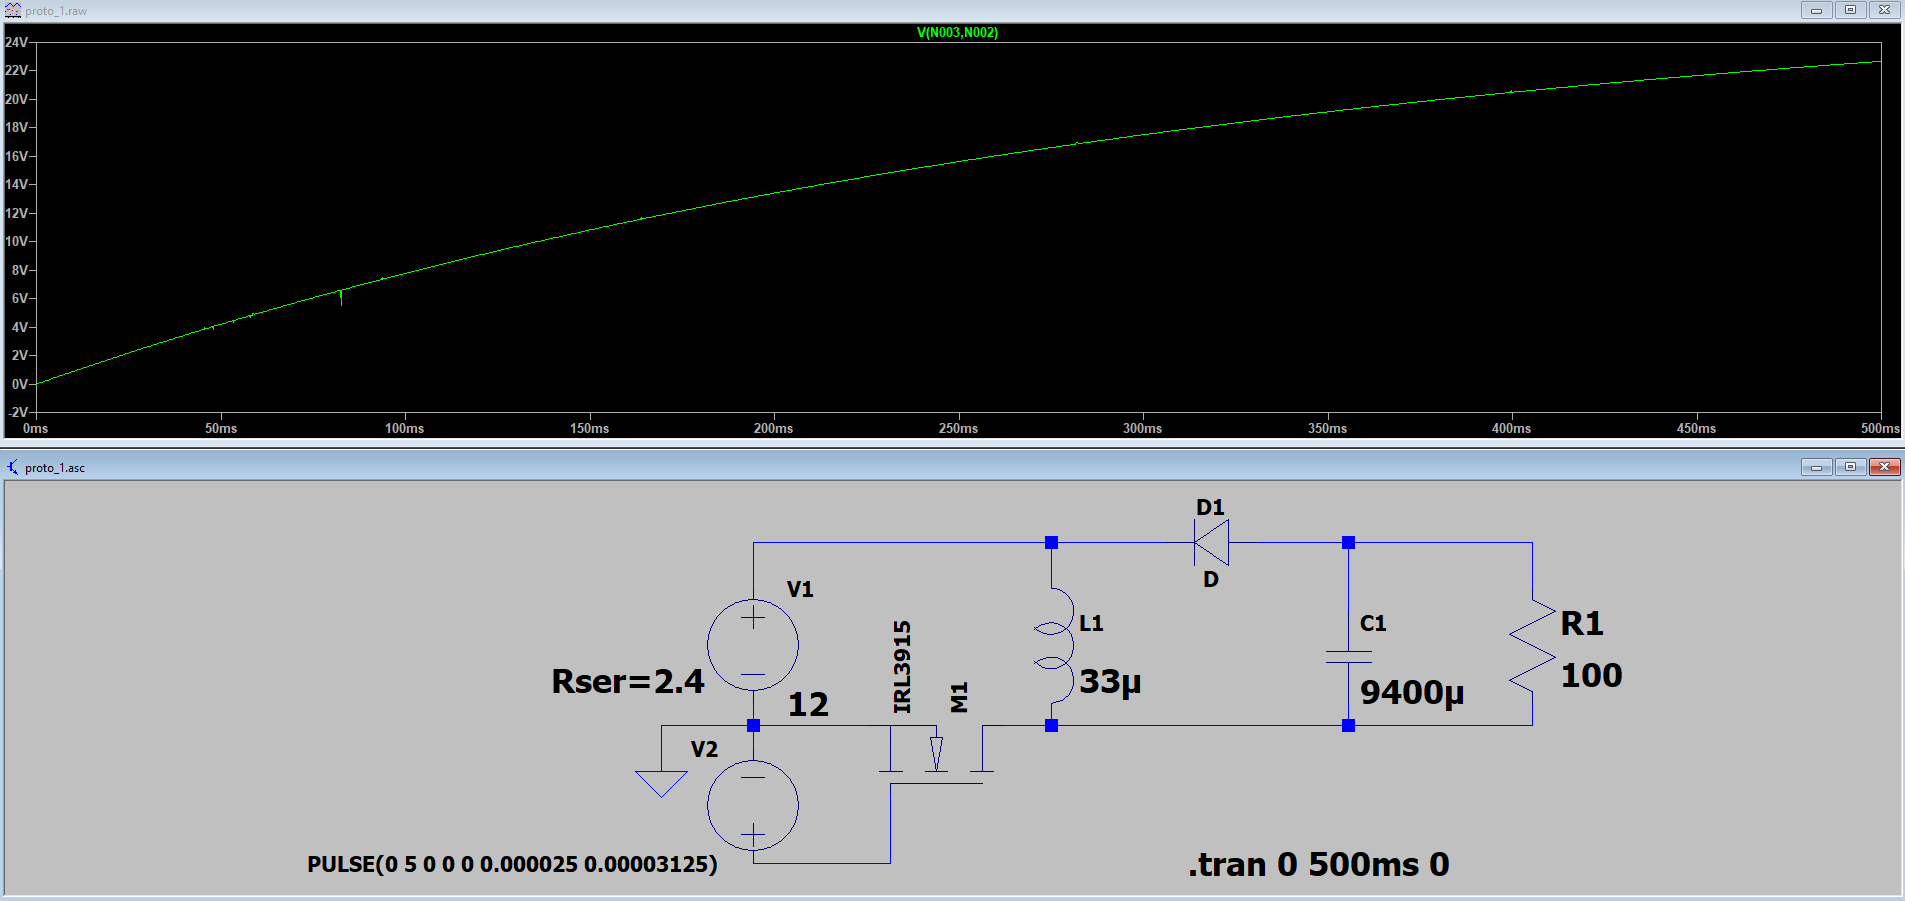 proto_1.raw
V(N003,N002)
24V
22V
20V
18V
16V
14V
12V
10V
8V
6V
4V
2V
0V
-2V
0ms 50ms 100ms 150ms 200ms 250ms 300ms 350ms 400ms 450ms 500ms
proto_1.asc
D1
D
V1
Rser=2.4
12
IRL3915
M1
L1
33µ
C1
9400µ
R1
100
V2
PULSE(0 5 0 0 0 0.000025 0.00003125)
.tran 0 500ms 0